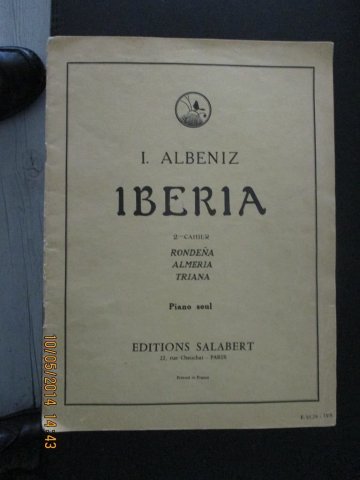 I. ALBENIZ
IBERIA
2me CAHIER
RONDEÑA
ALMERIA
TRIANA
Piano seul
EDITIONS SALABERT
22, rue Chauchat - PARIS
Printed in France
10/05/2014 14:43